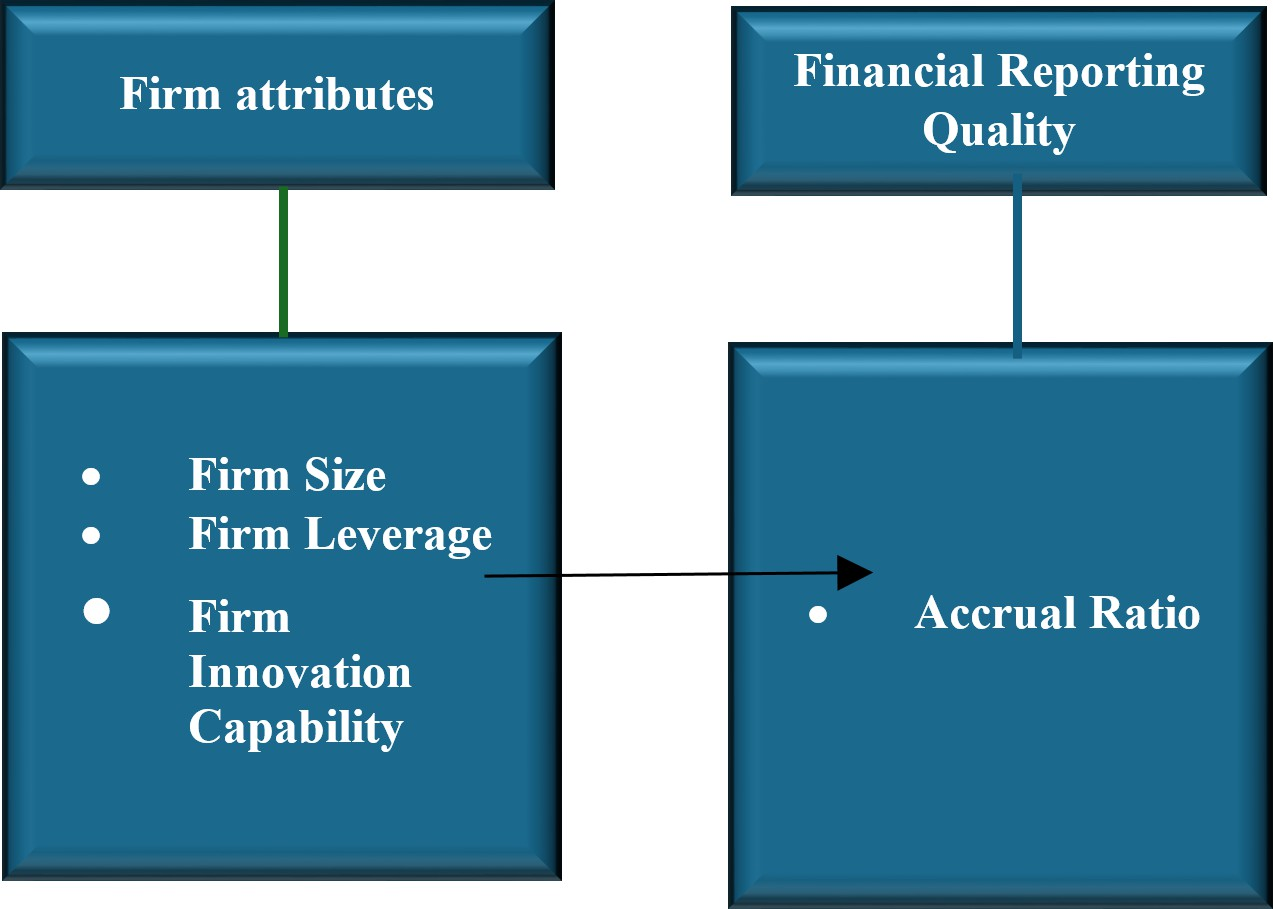 Firm attributes
Financial Reporting
Quality
• Firm Size
• Firm Leverage
• Firm
Innovation
Capability
• Accrual Ratio